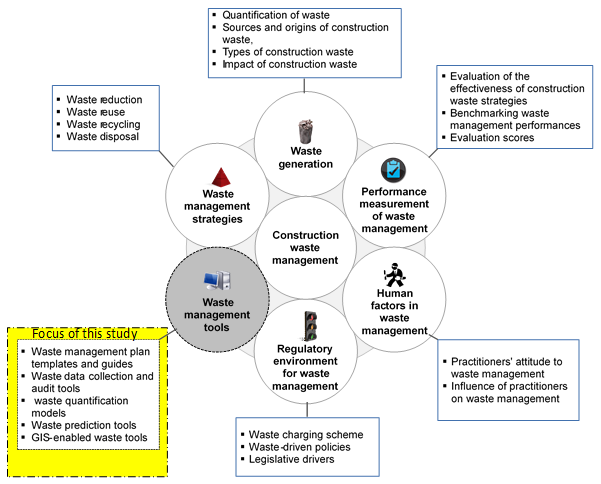 ▪ Quantification of waste
▪ Sources and origins of construction
waste,
▪ Types of construction waste
▪ Impact of construction waste
▪ Waste reduction
▪ Waste reuse
▪ Waste recycling
▪ Waste disposal
▪ Evaluation of the
effectiveness of construction
waste strategies
▪ Benchmarking waste
management performances
▪ Evaluation scores
Waste
generation
Waste
management
strategies
Performance
measurement
of waste
management
Construction
waste
management
Waste
management
tools
Human
factors in
waste
management
Regulatory
environment
for waste
management
Focus of this study
▪ Waste management plan
templates and guides
▪ Waste data collection and
audit tools
▪ waste quantification
models
▪ Waste prediction tools
▪ GIS-enabled waste tools
▪ Practitioners' attitude to
waste management
▪ Influence of practitioners
on waste management
▪ Waste charging scheme
▪ Waste-driven policies
▪ Legislative drivers